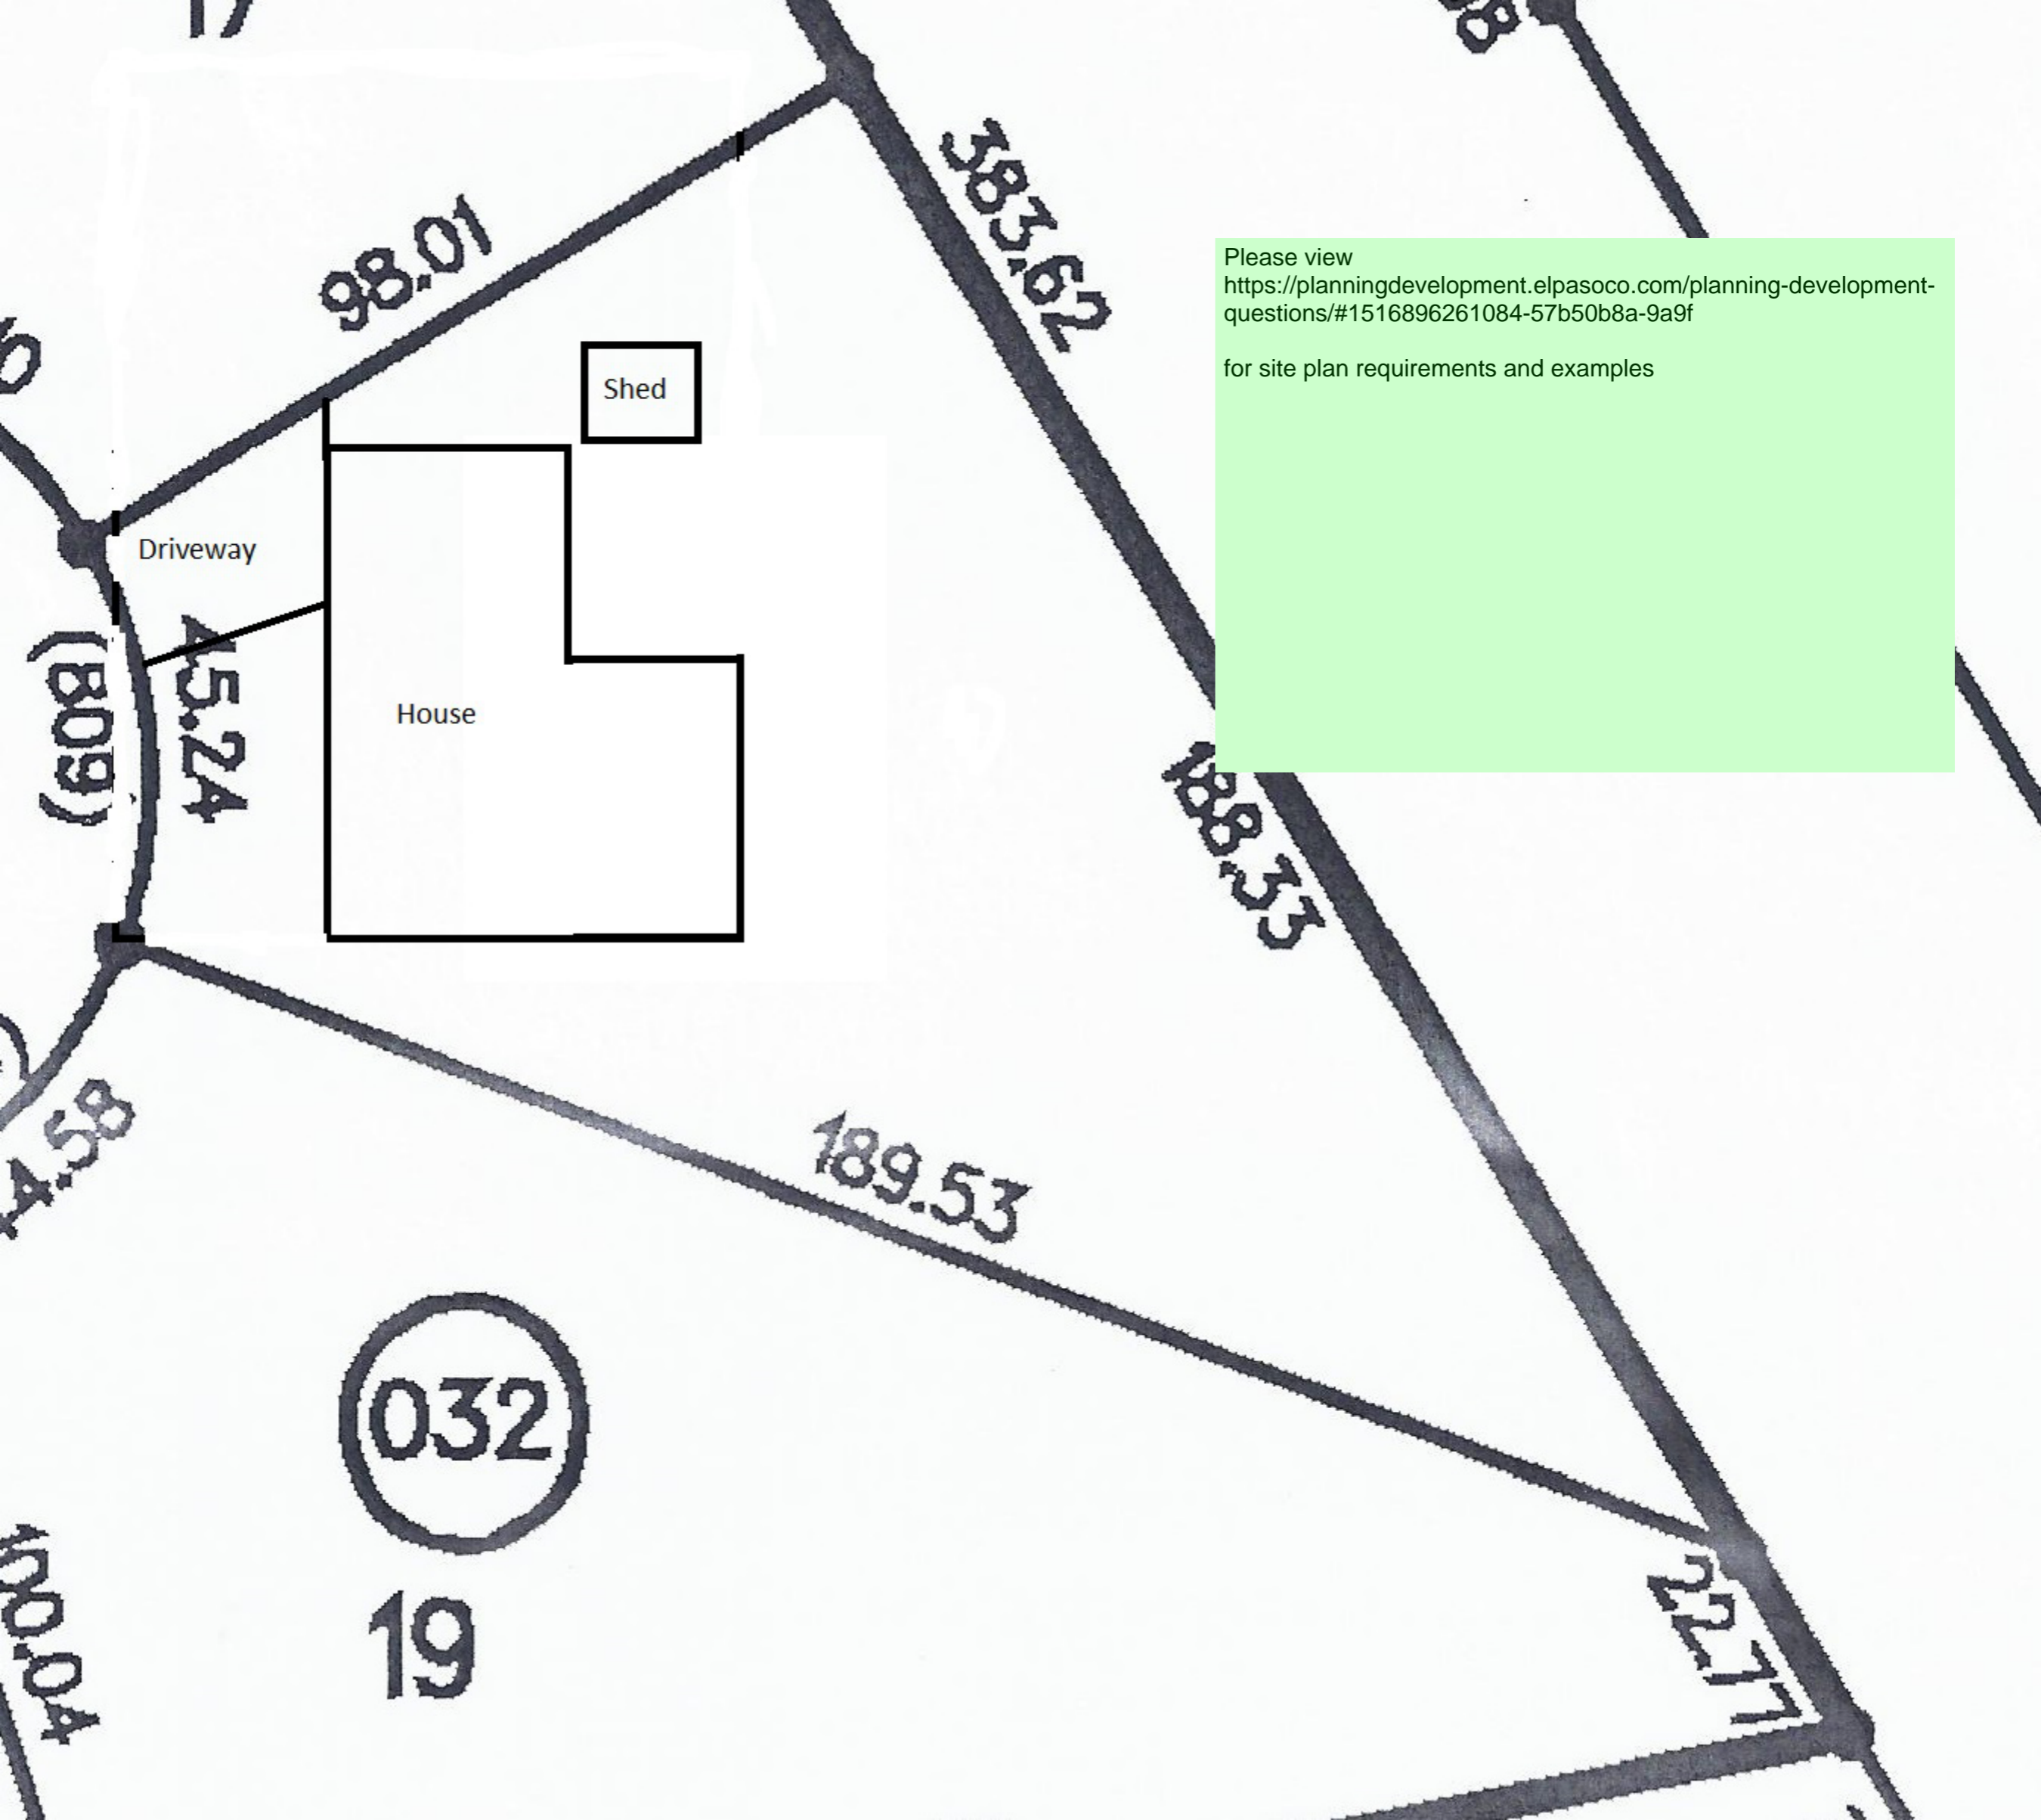 98.01
383.62
Please view
https://planningdevelopment.elpasoco.com/planning-development-
questions/#1516896261084-57b50b8a-9a9f
for site plan requirements and examples
Shed
Driveway
45.24
(809)
House
188.33
189.53
032
19
22.77
100.04